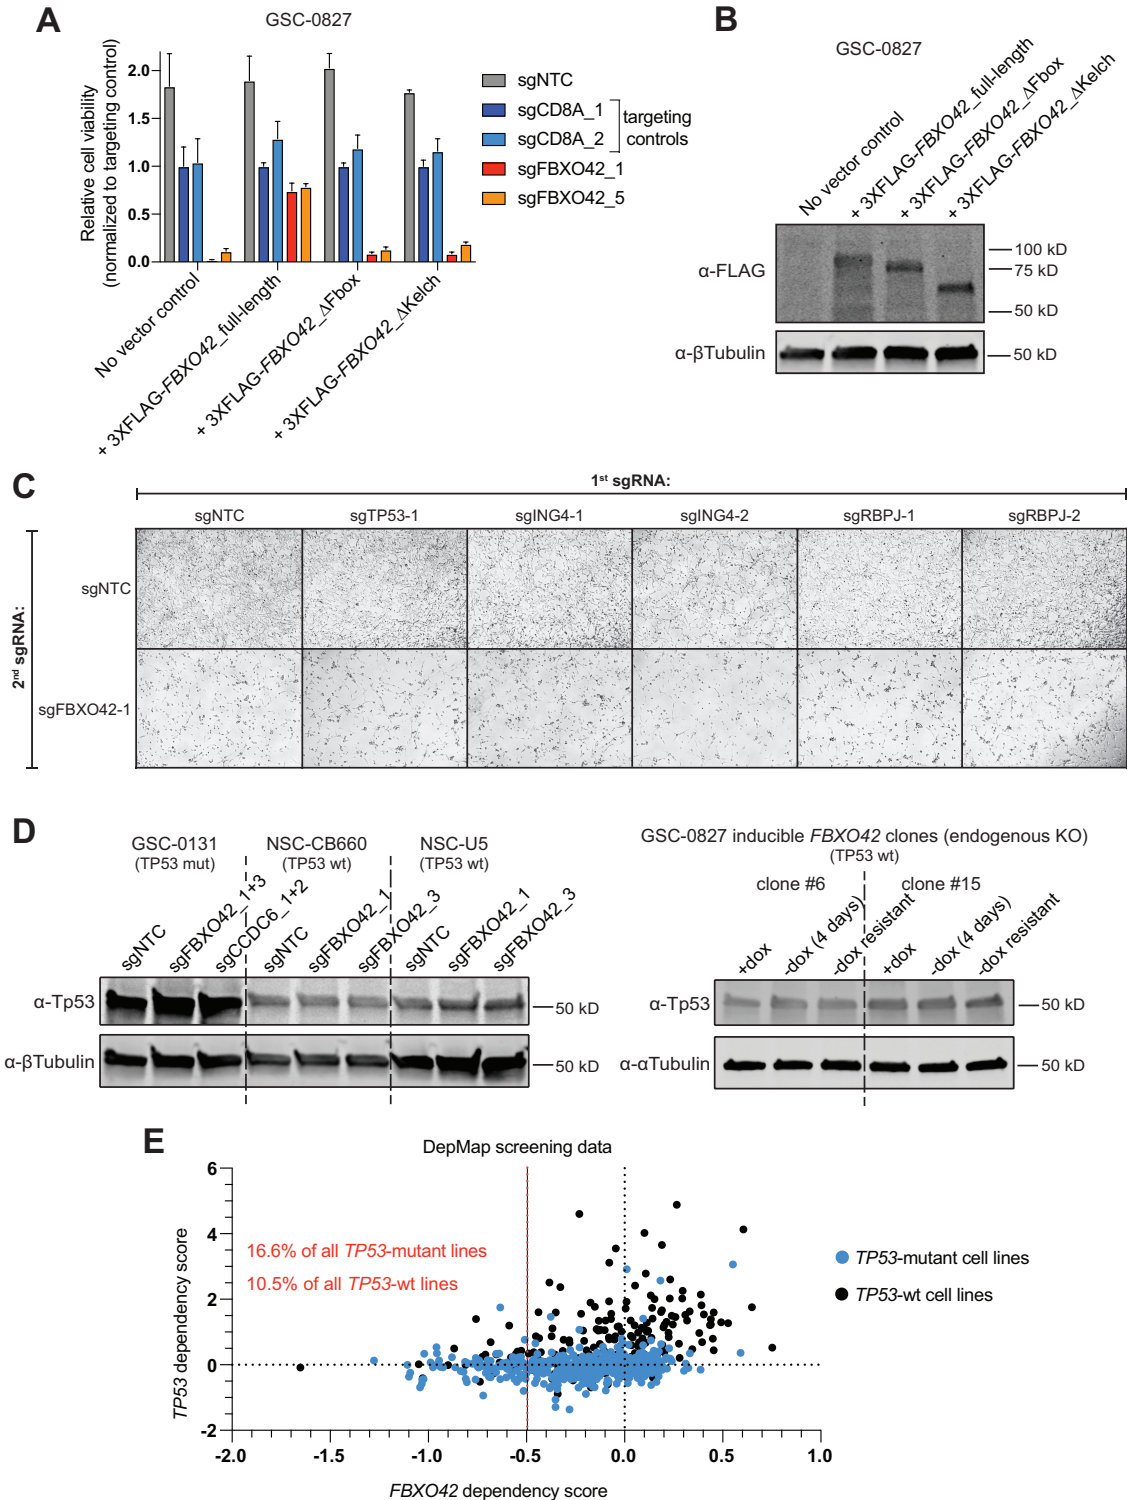 A
GSC-0827
Relative cell viability
(normalized to targeting control)
2.0
1.5
1.0
0.5
0.0
No vector control
+ 3XFLAG-FBXO42_full-length
+ 3XFLAG-FBXO42_ΔFbox
+ 3XFLAG-FBXO42_ΔKelch
sgNTC
sgCD8A_1
sgCD8A_2
targeting
controls
sgFBXO42_1
sgFBXO42_5
B
GSC-0827
No vector control
+ 3XFLAG-FBXO42_full-length
+ 3XFLAG-FBXO42_ΔFbox
+ 3XFLAG-FBXO42_ΔKelch
α-FLAG
100 kD
75 kD
50 kD
α-βTubulin
50 kD
C
1st sgRNA:
sgNTC sgTP53-1 sgING4-1 sgING4-2 sgRBPJ-1 sgRBPJ-2
2nd sgRNA:
sgNTC
sgFBXO42-1
D
GSC-0131
(TP53 mut)
NSC-CB660
(TP53 wt)
NSC-U5
(TP53 wt)
sgNTC
sgFBXO42_1+3
sgCCDC6_1+2
sgNTC
sgFBXO42_1
sgFBXO42_3
sgNTC
sgFBXO42_1
sgFBXO42_3
α-Tp53
50 kD
α-βTubulin
50 kD
GSC-0827 inducible FBXO42 clones (endogenous KO)
(TP53 wt)
clone #6
clone #15
+dox
-dox (4 days)
-dox resistant
+dox
-dox (4 days)
-dox resistant
α-Tp53
50 kD
α-αTubulin
50 kD
E
DepMap screening data
TP53 dependency score
6
4
2
0
-2
16.6% of all TP53-mutant lines
10.5% of all TP53-wt lines
TP53-mutant cell lines
TP53-wt cell lines
-2.0 -1.5 -1.0 -0.5 0.0 0.5 1.0
FBXO42 dependency score